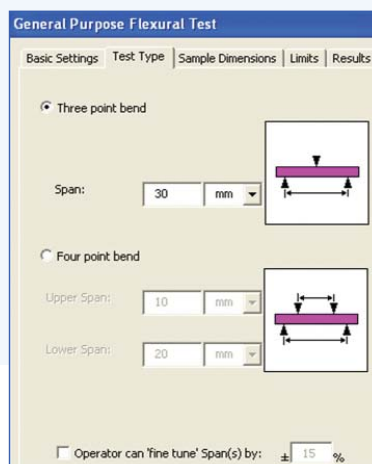 General Purpose Flexural Test
Basic Settings Test Type Sample Dimensions Limits Results
Three point bend
Span: 30 mm
Four point bend
Upper Span: 10 mm
Lower Span: 20 mm
Operator can 'fine tune' Span(s) by: ± 15 %